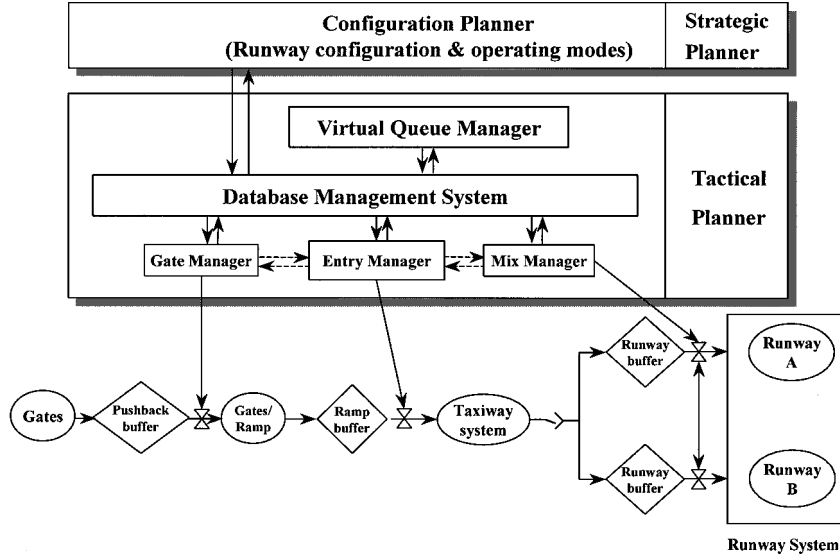 Configuration Planner
(Runway configuration & operating modes)
Strategic
Planner
Virtual Queue Manager
Database Management System
Tactical
Planner
Gate Manager
Entry Manager
Mix Manager
Runway
buffer
Runway
A
Gates
Pushback
buffer
Gates/
Ramp
Ramp
buffer
Taxiway
system
Runway
buffer
Runway
B
Runway System